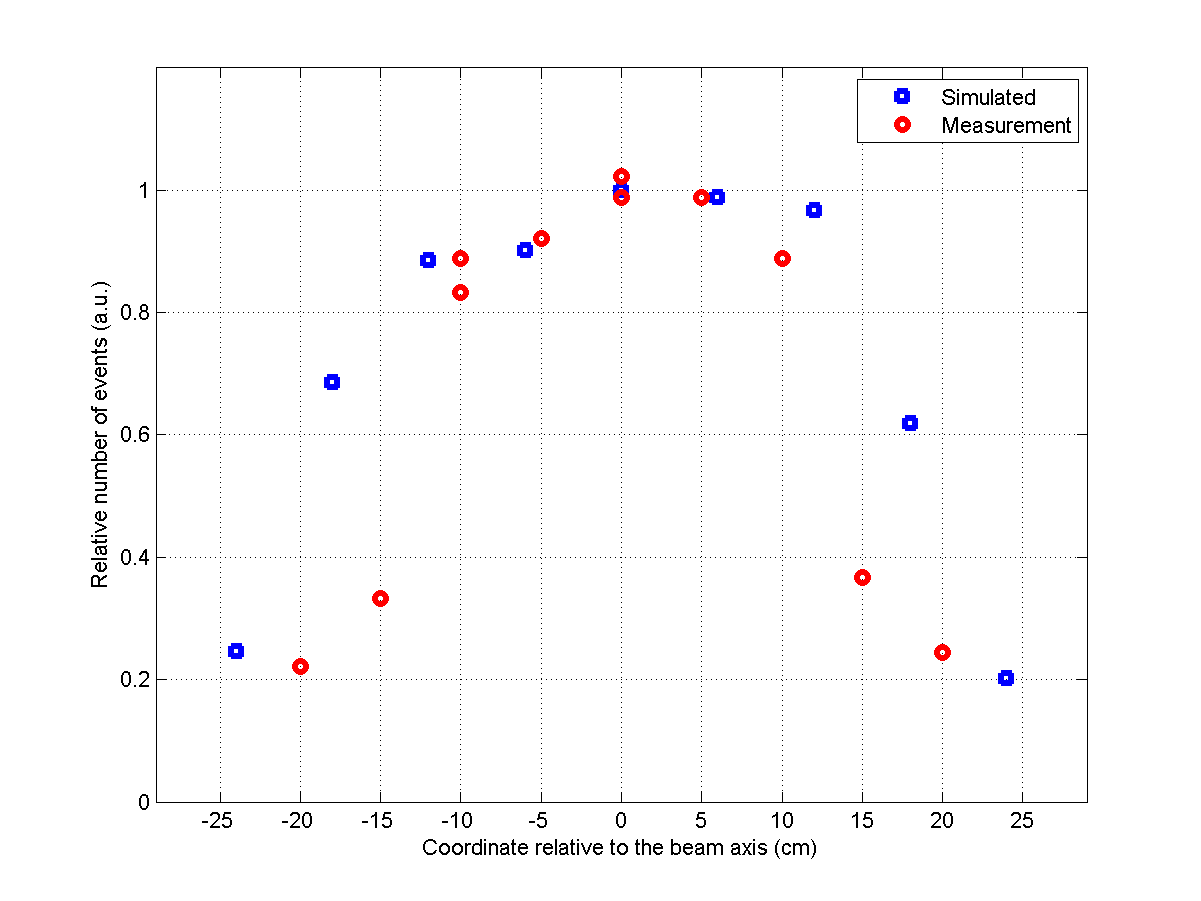 Simulated
Measurement
1
0.8
0.6
0.4
0.2
0
Relative number of events (a.u.)
-25 -20 -15 -10 -5 0 5 10 15 20 25
Coordinate relative to the beam axis (cm)